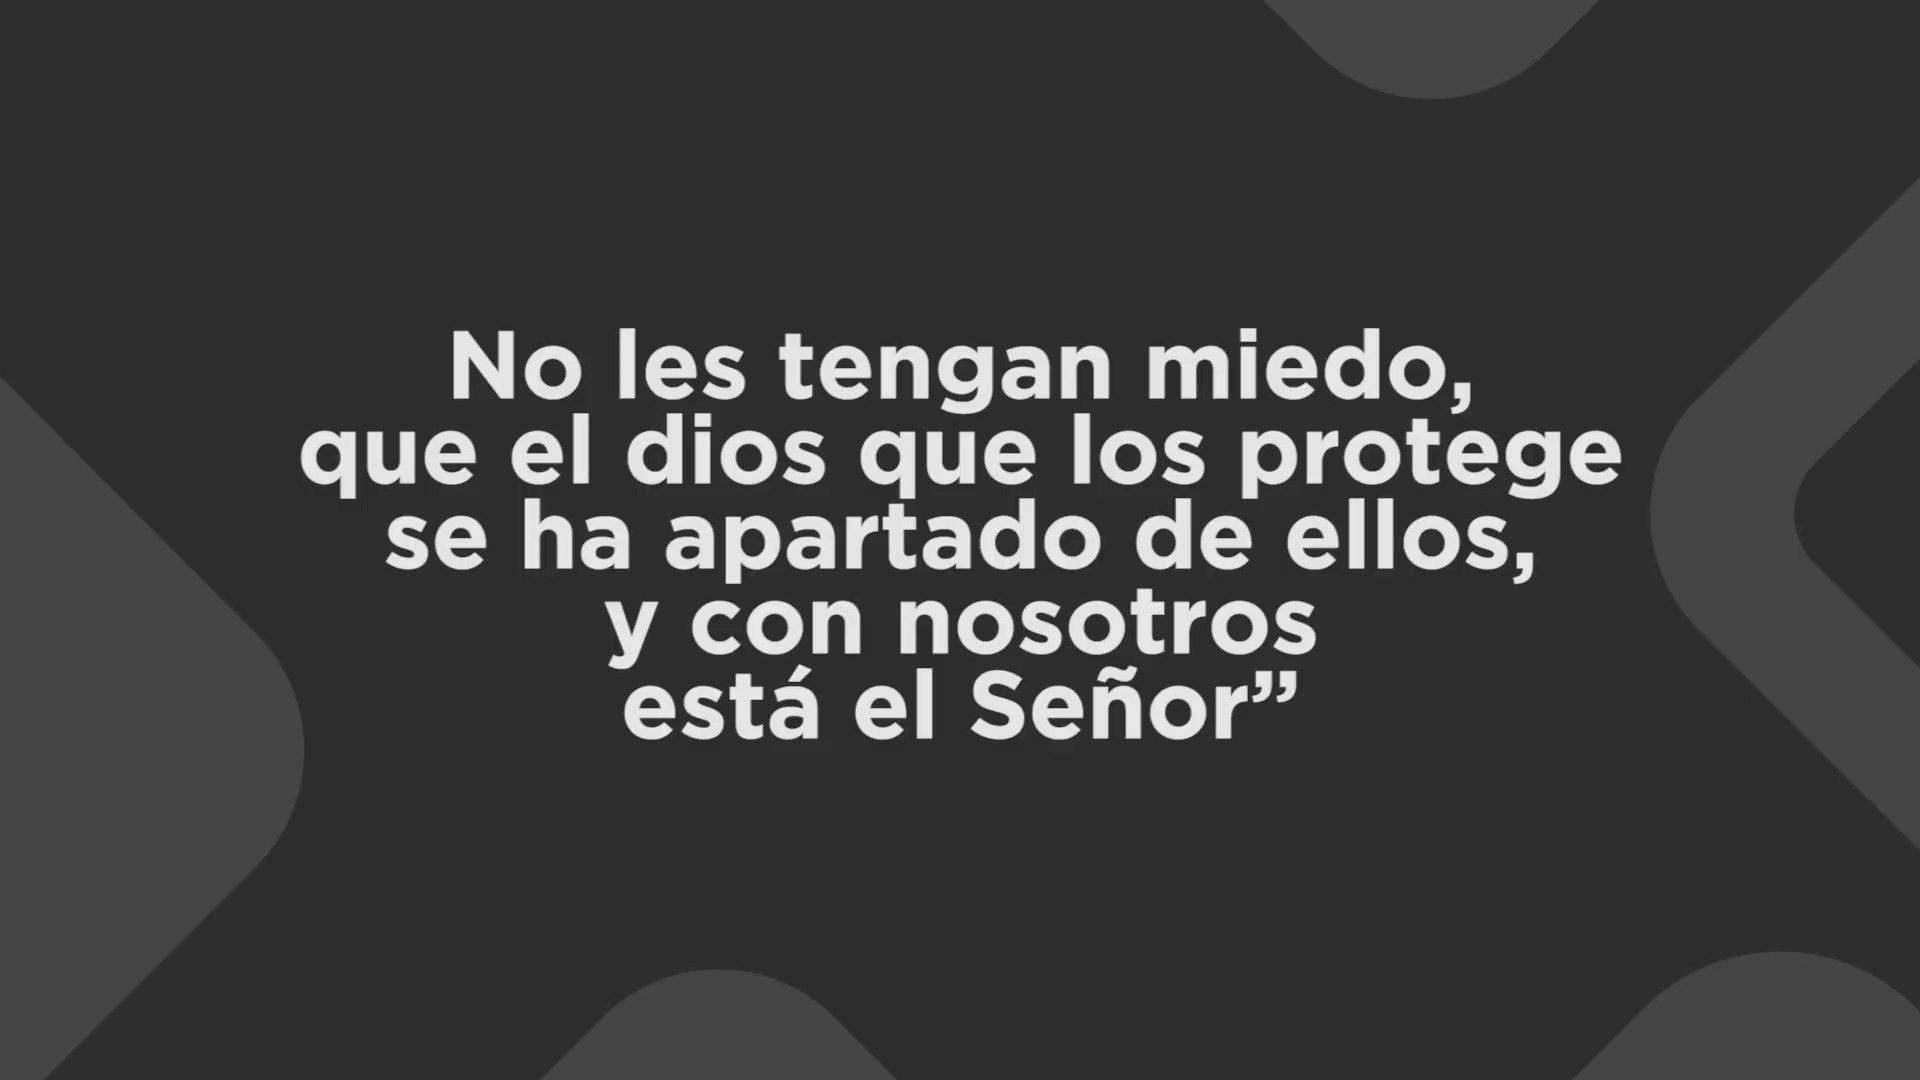 No les tengan miedo,
que el dios que los protege
se ha apartado de ellos,
y con nosotros
está el Señor”